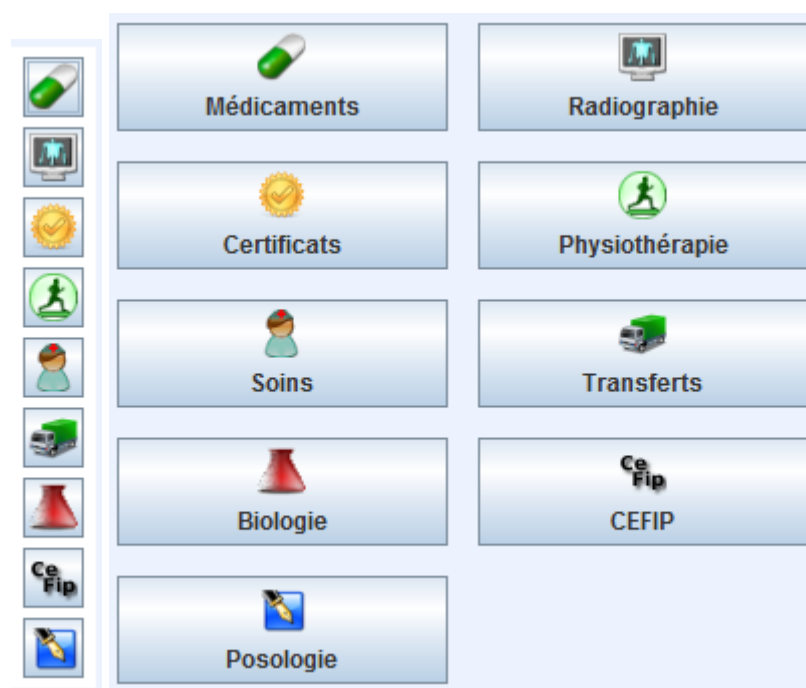 Médicaments
Radiographie
Certificats
Physiothérapie
Soins
Transferts
Biologie
Ce
Fip
CEFIP
Ce
Fip
Posologie